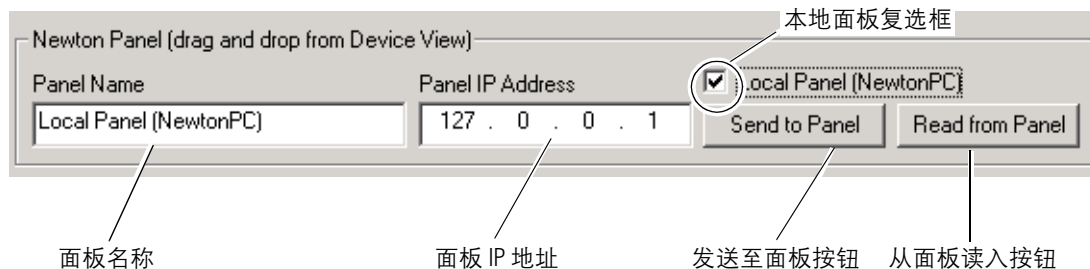 本地面板复选框
Newton Panel (drag and drop from Device View)
Panel Name
Panel IP Address
Local Panel (NewtonPC)
Local Panel (NewtonPC)
127 . 0 . 0 . 1
Send to Panel
Read from Panel
面板名称
面板 IP 地址
发送至面板按钮
从面板读入按钮